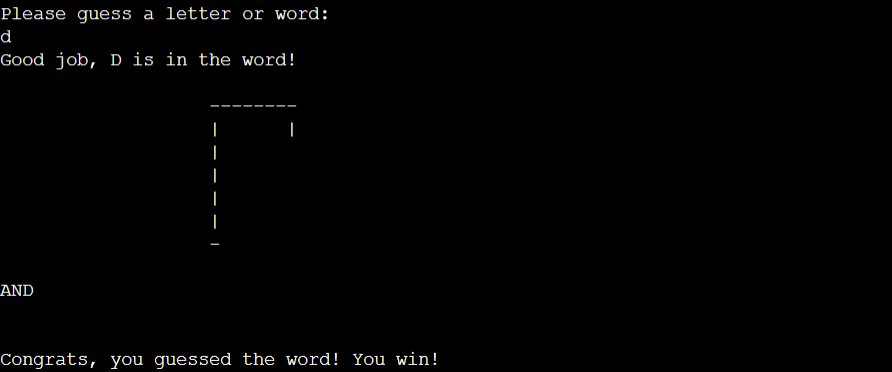 Please guess a letter or word:
d
Good job, D is in the word!
--------
|       |
|
|
|
|
-
AND
Congrats, you guessed the word! You win!